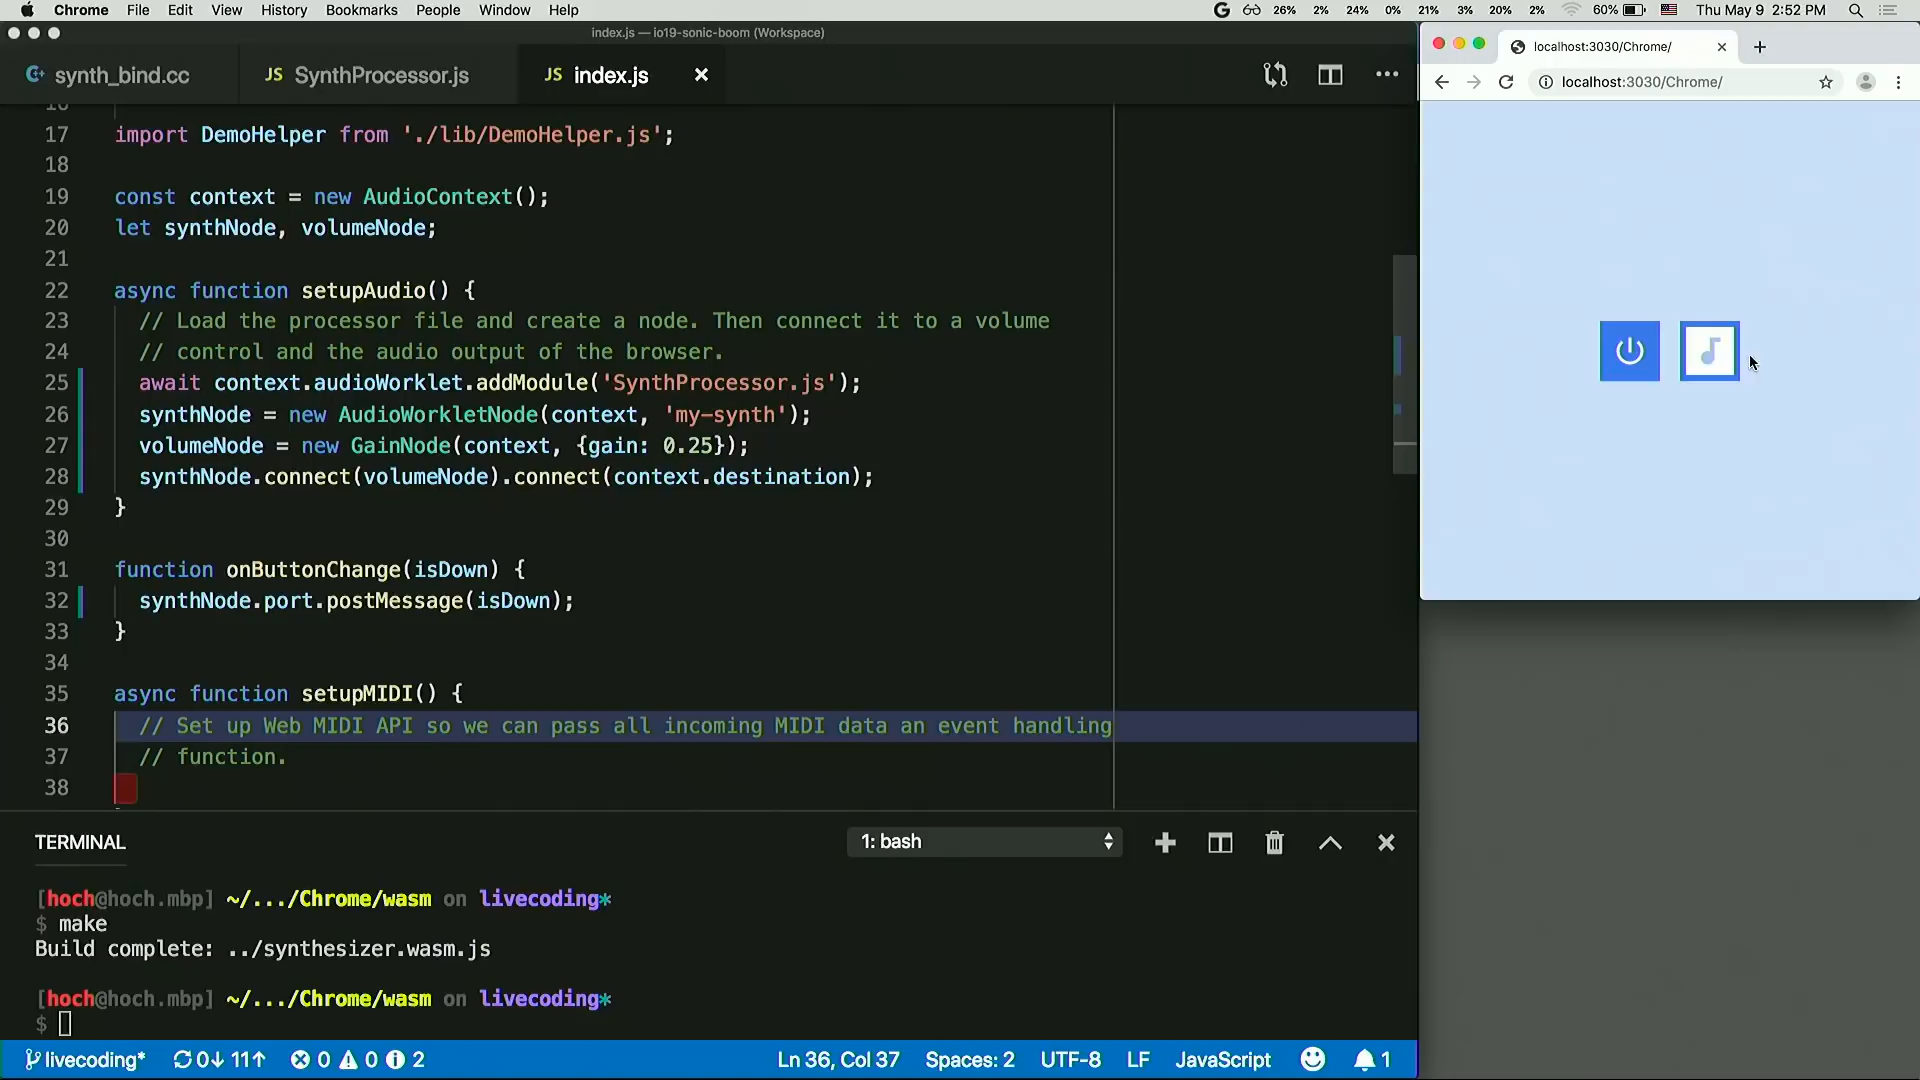 Chrome File Edit View History Bookmarks People Window Help
26% 2% 24% 0% 21% 3% 20% 2% 60% Thu May 9 2:52 PM
index.js — io19-sonic-boom (Workspace)
synth_bind.cc
JS SynthProcessor.js
JS index.js
localhost:3030/Chrome/
localhost:3030/Chrome/
16
17 import DemoHelper from './lib/DemoHelper.js';
18
19 const context = new AudioContext();
20 let synthNode, volumeNode;
21
22 async function setupAudio() {
23 // Load the processor file and create a node. Then connect it to a volume
24 // control and the audio output of the browser.
25 await context.audioWorklet.addModule('SynthProcessor.js');
26 synthNode = new AudioWorkletNode(context, 'my-synth');
27 volumeNode = new GainNode(context, {gain: 0.25});
28 synthNode.connect(volumeNode).connect(context.destination);
29 }
30
31 function onButtonChange(isDown) {
32 synthNode.port.postMessage(isDown);
33 }
34
35 async function setupMIDI() {
36 // Set up Web MIDI API so we can pass all incoming MIDI data an event handling
37 // function.
38
TERMINAL
1: bash
[hoch@hoch.mbp] ~/.../Chrome/wasm on livecoding*
$ make
Build complete: ../synthesizer.wasm.js
[hoch@hoch.mbp] ~/.../Chrome/wasm on livecoding*
$
livecoding* 0↓ 11↑ 0 0 2 Ln 36, Col 37 Spaces: 2 UTF-8 LF JavaScript 1